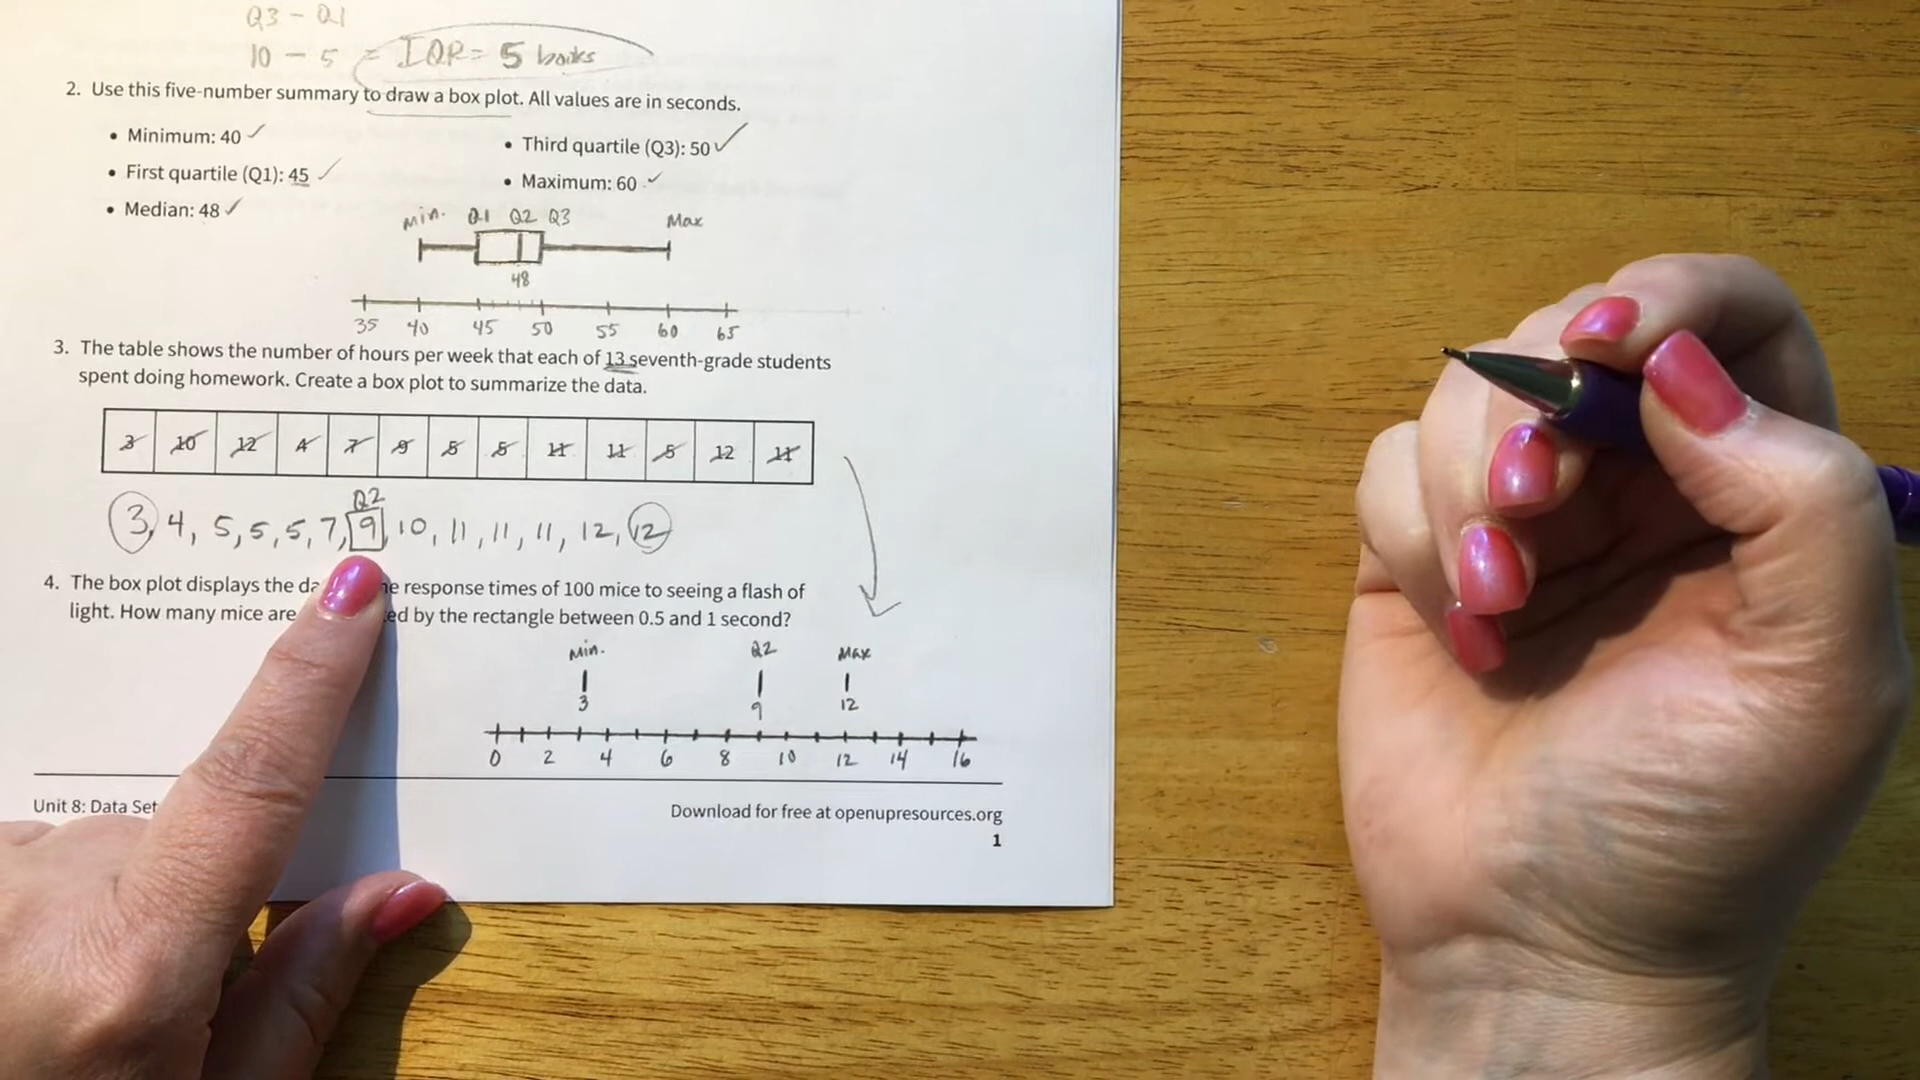 Q3 - Q1
10 - 5 = IQR = 5 books
2. Use this five-number summary to draw a box plot. All values are in seconds.
• Minimum: 40 ✓
• Third quartile (Q3): 50 ✓
• First quartile (Q1): 45 ✓
• Maximum: 60 ✓
• Median: 48 ✓
Min. Q1 Q2 Q3 Max
48
35 40 45 50 55 60 65
3. The table shows the number of hours per week that each of 13 seventh-grade students
spent doing homework. Create a box plot to summarize the data.
3 10 12 4 7 9 5 5 11 11 5 12 11
Q2
3, 4, 5, 5, 5, 7, 9, 10, 11, 11, 11, 12, 12
4. The box plot displays the response times of 100 mice to seeing a flash of
light. How many mice are by the rectangle between 0.5 and 1 second?
Min. Q2 Max
3 9 12
0 2 4 6 8 10 12 14 16
Unit 8: Data Set
Download for free at openupresources.org
1